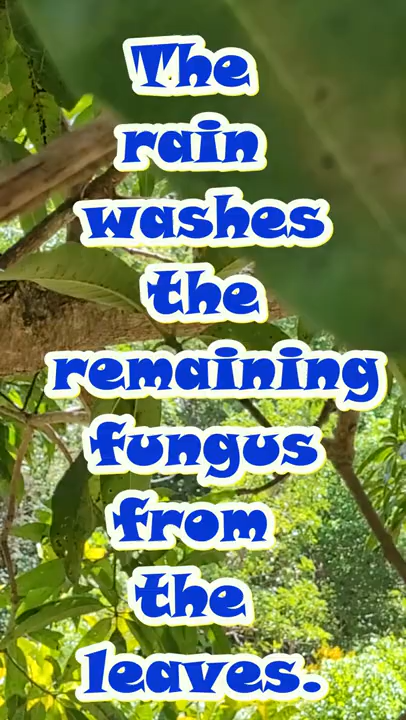 The
rain
washes
the
remaining
fungus
from
the
leaves.